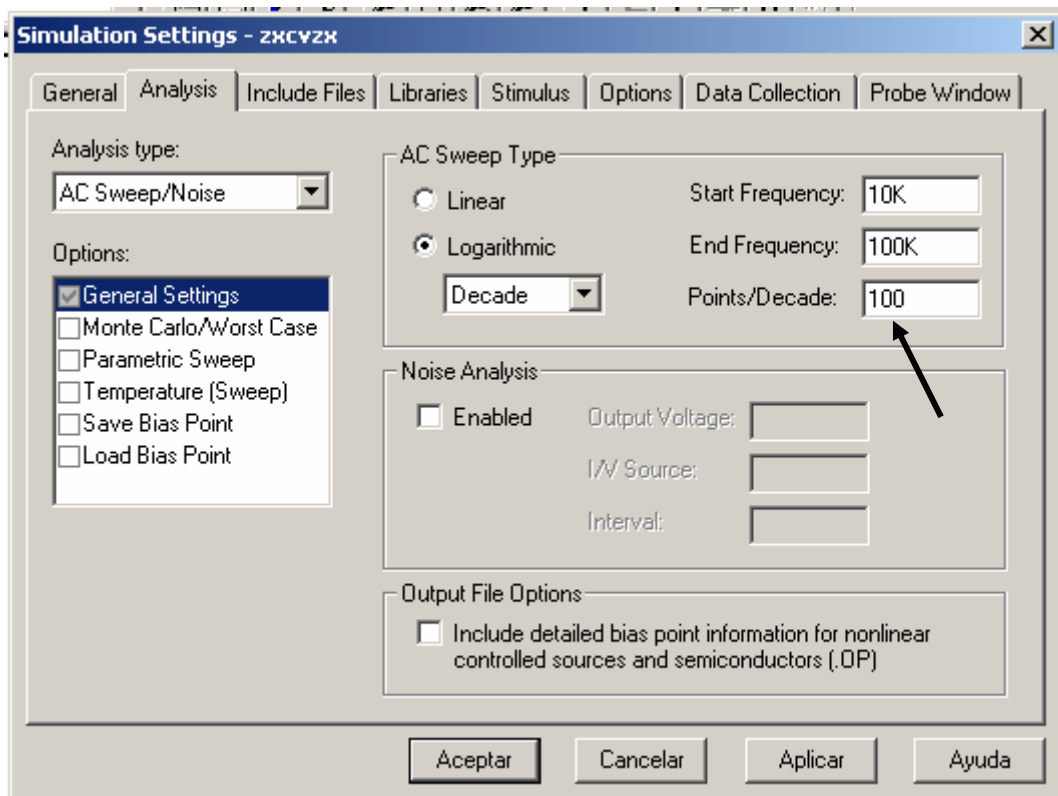 Simulation Settings - zxcvzx
General Analysis Include Files Libraries Stimulus Options Data Collection Probe Window
Analysis type:
AC Sweep/Noise
Options:
General Settings
Monte Carlo/Worst Case
Parametric Sweep
Temperature (Sweep)
Save Bias Point
Load Bias Point
AC Sweep Type
Linear
Logarithmic
Decade
Start Frequency: 10K
End Frequency: 100K
Points/Decade: 100
Noise Analysis
Enabled
Output Voltage:
I/V Source:
Interval:
Output File Options
Include detailed bias point information for nonlinear
controlled sources and semiconductors (.OP)
Aceptar Cancelar Aplicar Ayuda